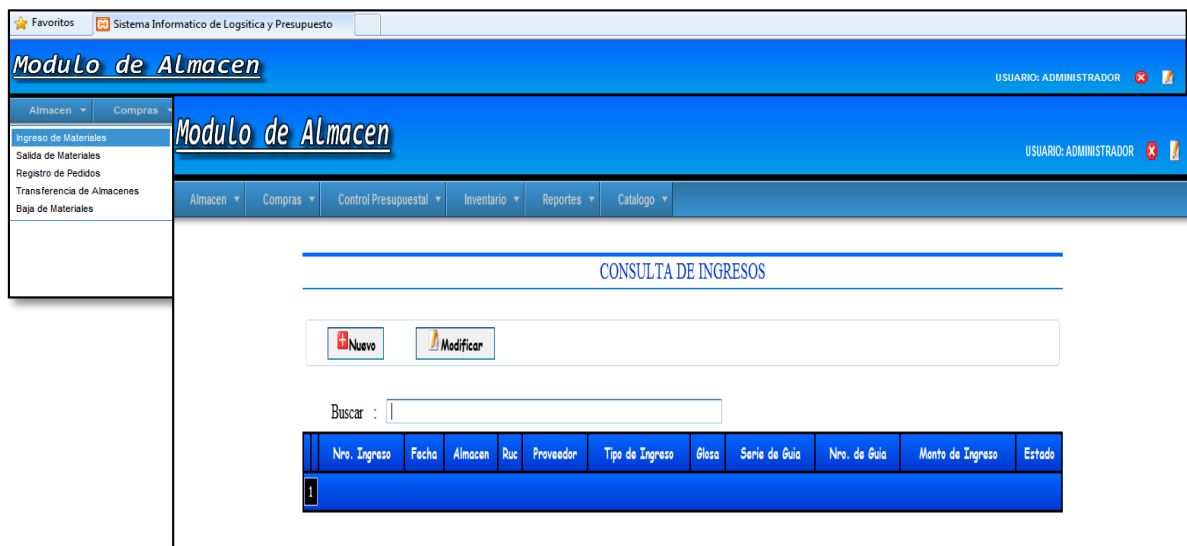 Favoritos
Sistema Informatico de Logsitica y Presupuesto
Modulo de Almacen
USUARIO: ADMINISTRADOR
Almacen
Compras
Ingreso de Materiales
Salida de Materiales
Registro de Pedidos
Transferencia de Almacenes
Baja de Materiales
Modulo de Almacen
USUARIO: ADMINISTRADOR
Almacen Compras Control Presupuestal Inventario Reportes Catalogo
CONSULTA DE INGRESOS
Nuevo Modificar
Buscar :
Nro. Ingreso Fecha Almacen Ruc Proveedor Tipo de Ingreso Glosa Serie de Guia Nro. de Guia Monto de Ingreso Estado
1